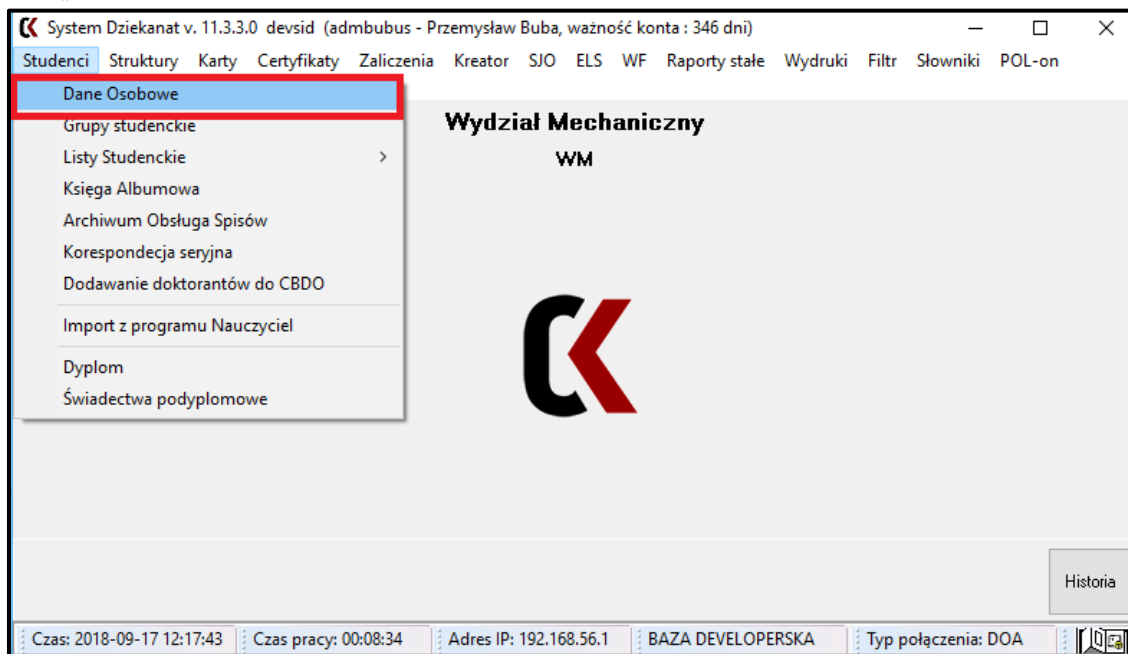 System Dziekanat v. 11.3.3.0 devsid (admbubus - Przemysław Buba, ważność konta : 346 dni)
Studenci Struktury Karty Certyfikaty Zaliczenia Kreator SJO ELS WF Raporty stałe Wydruki Filtr Słowniki POL-on
Dane Osobowe
Grupy studenckie
Listy Studenckie
Księga Albumowa
Archiwum Obsługa Spisów
Korespondecja seryjna
Dodawanie doktorantów do CBDO
Import z programu Nauczyciel
Dyplom
Świadectwa podyplomowe
Wydział Mechaniczny
WM
CK
Historia
Czas: 2018-09-17 12:17:43 Czas pracy: 00:08:34 Adres IP: 192.168.56.1 BAZA DEVELOPERSKA Typ połączenia: DOA